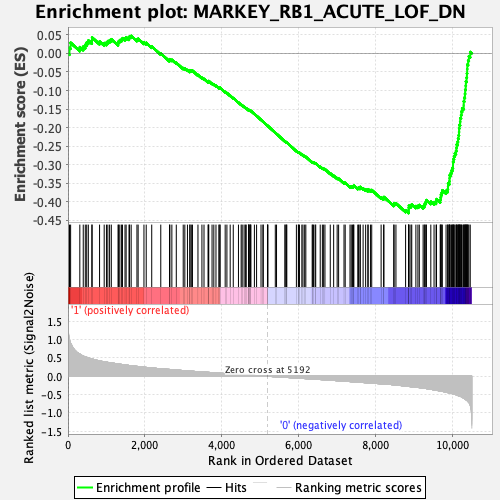 Enrichment plot: MARKEY_RB1_ACUTE_LOF_DN
Enrichment score (ES)
0.05
0.00
-0.05
-0.10
-0.15
-0.20
-0.25
-0.30
-0.35
-0.40
-0.45
'1' (positively correlated)
Ranked list metric (Signal2Noise)
1.5
1.0
0.5
0.0
-0.5
-1.0
-1.5
Zero cross at 5192
'0' (negatively correlated)
0 2,000 4,000 6,000 8,000 10,000
Rank in Ordered Dataset
Enrichment profile Hits Ranking metric scores